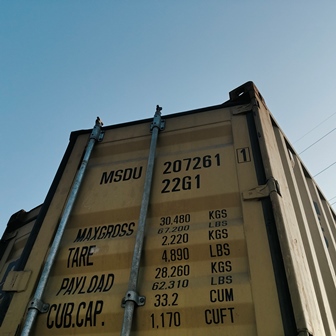 MSDU 207261 1
22G1
MAXGROSS 30.480 KGS
67.200 LBS
TARE 2.220 KGS
4.890 LBS
PAYLOAD 28.260 KGS
62.310 LBS
CUB.CAP. 33.2 CUM
1.170 CUFT